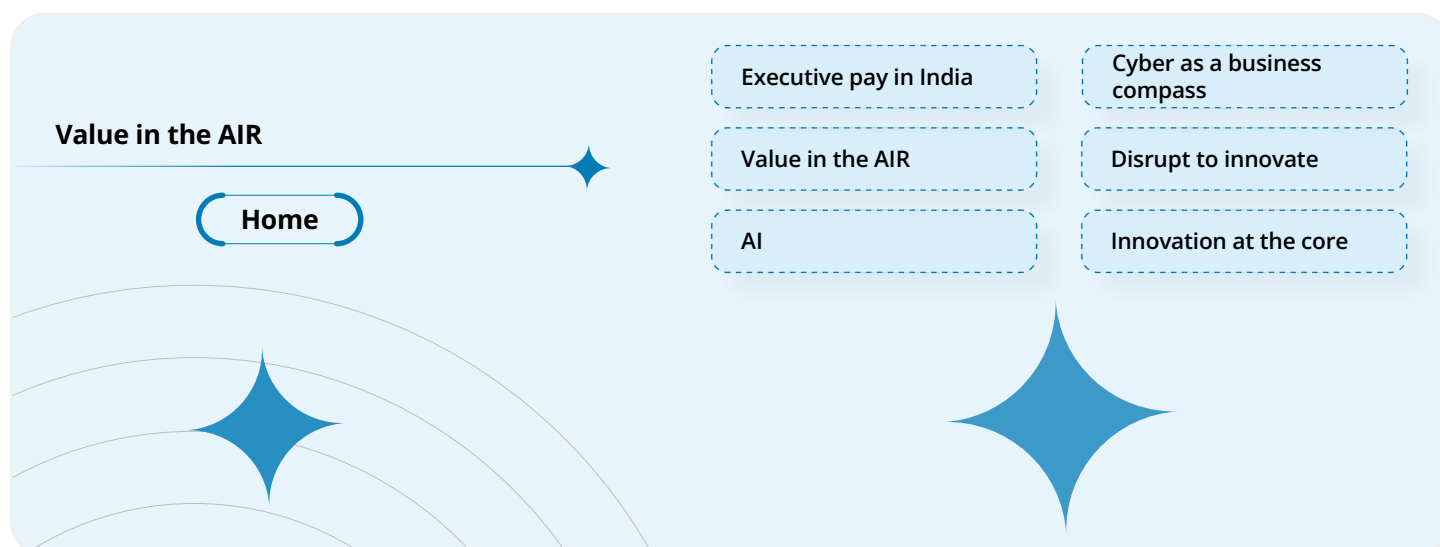 Value in the AIR
Home
Executive pay in India
Cyber as a business
compass
Value in the AIR
Disrupt to innovate
AI
Innovation at the core